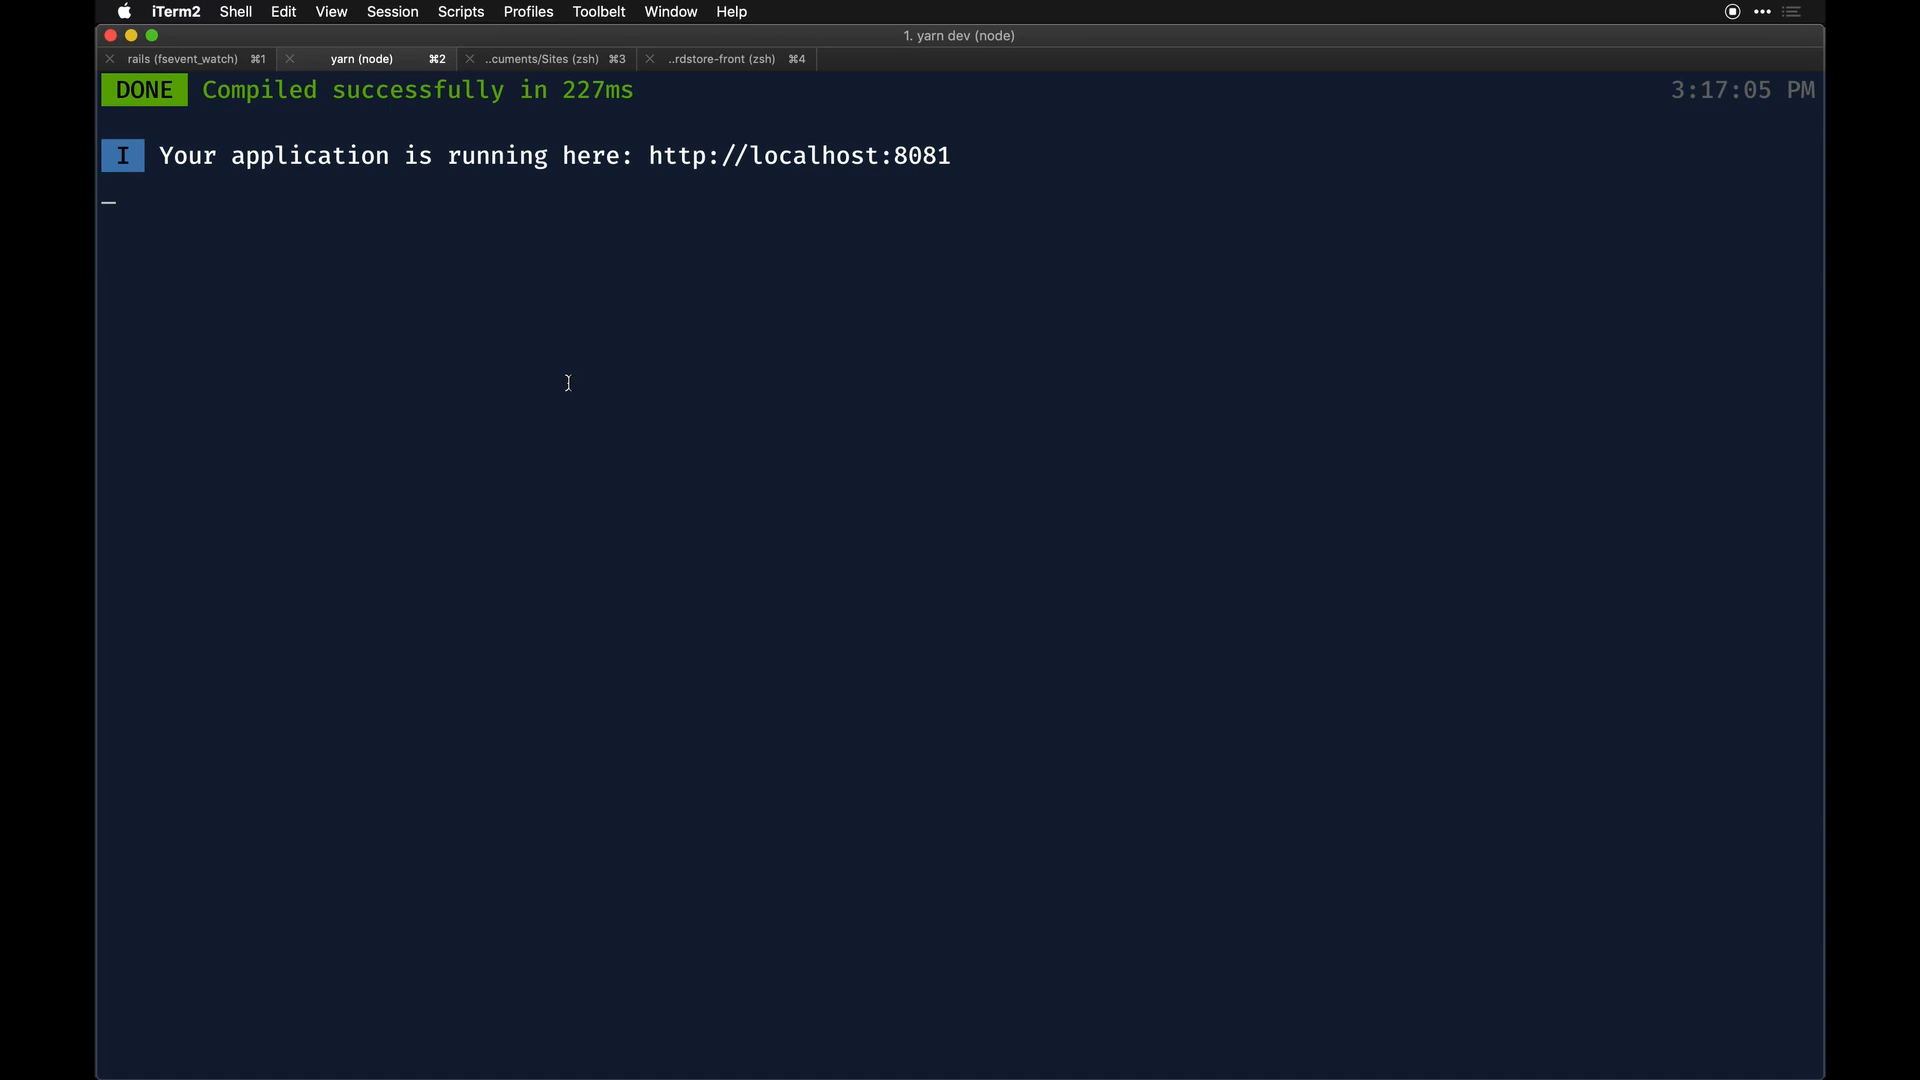 iTerm2 Shell Edit View Session Scripts Profiles Toolbelt Window Help
1. yarn dev (node)
rails (fsevent_watch) ⌘1 yarn (node) ⌘2 ..cuments/Sites (zsh) ⌘3 ..rdstore-front (zsh) ⌘4
DONE Compiled successfully in 227ms 3:17:05 PM
I Your application is running here: http://localhost:8081